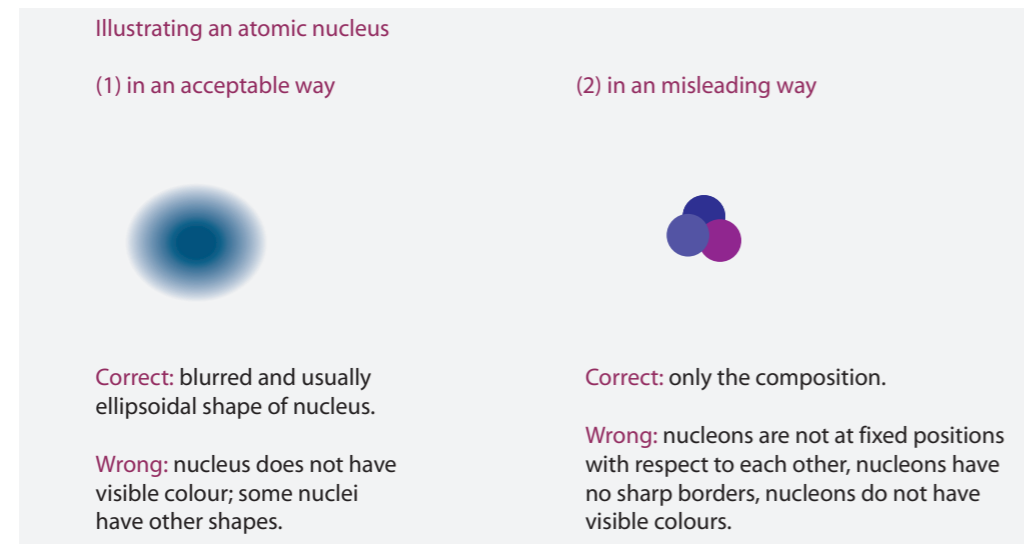 Illustrating an atomic nucleus
(1) in an acceptable way
(2) in an misleading way
Correct: blurred and usually
ellipsoidal shape of nucleus.
Wrong: nucleus does not have
visible colour; some nuclei
have other shapes.
Correct: only the composition.
Wrong: nucleons are not at fixed positions
with respect to each other, nucleons have
no sharp borders, nucleons do not have
visible colours.